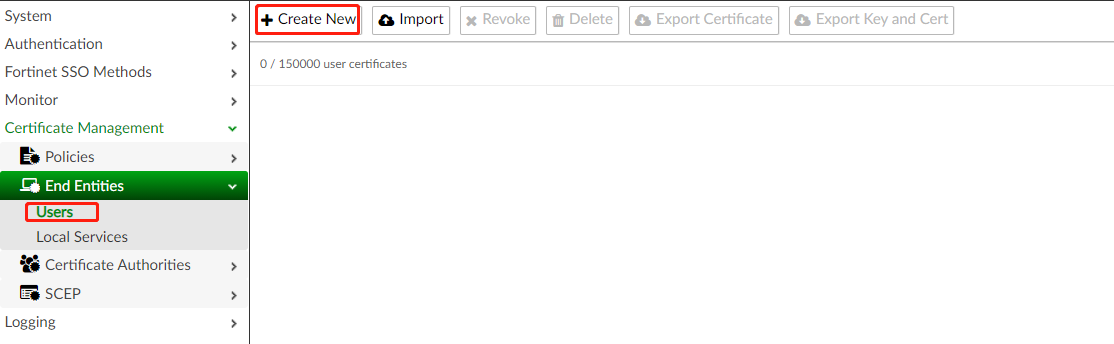 System
Authentication
Fortinet SSO Methods
Monitor
Certificate Management
Policies
End Entities
Users
Local Services
Certificate Authorities
SCEP
Logging
Create New Import Revoke Delete Export Certificate Export Key and Cert
0 / 150000 user certificates